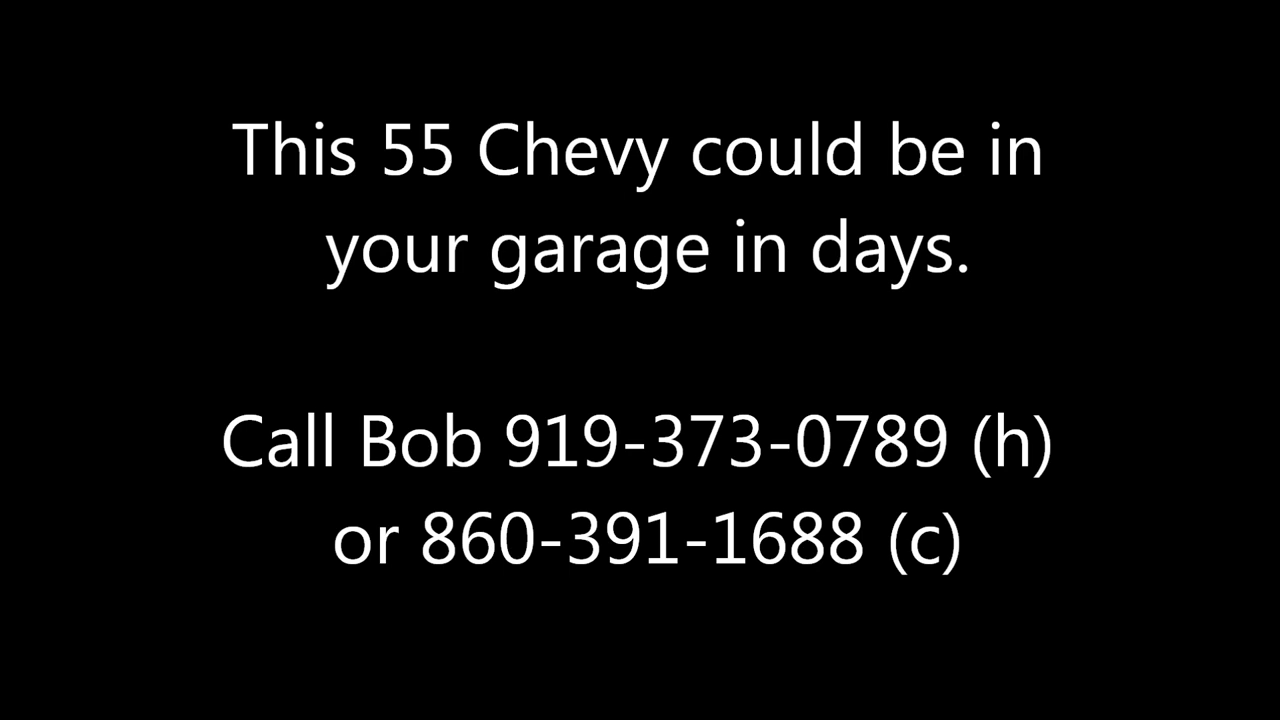 This 55 Chevy could be in
your garage in days.
Call Bob 919-373-0789 (h)
or 860-391-1688 (c)